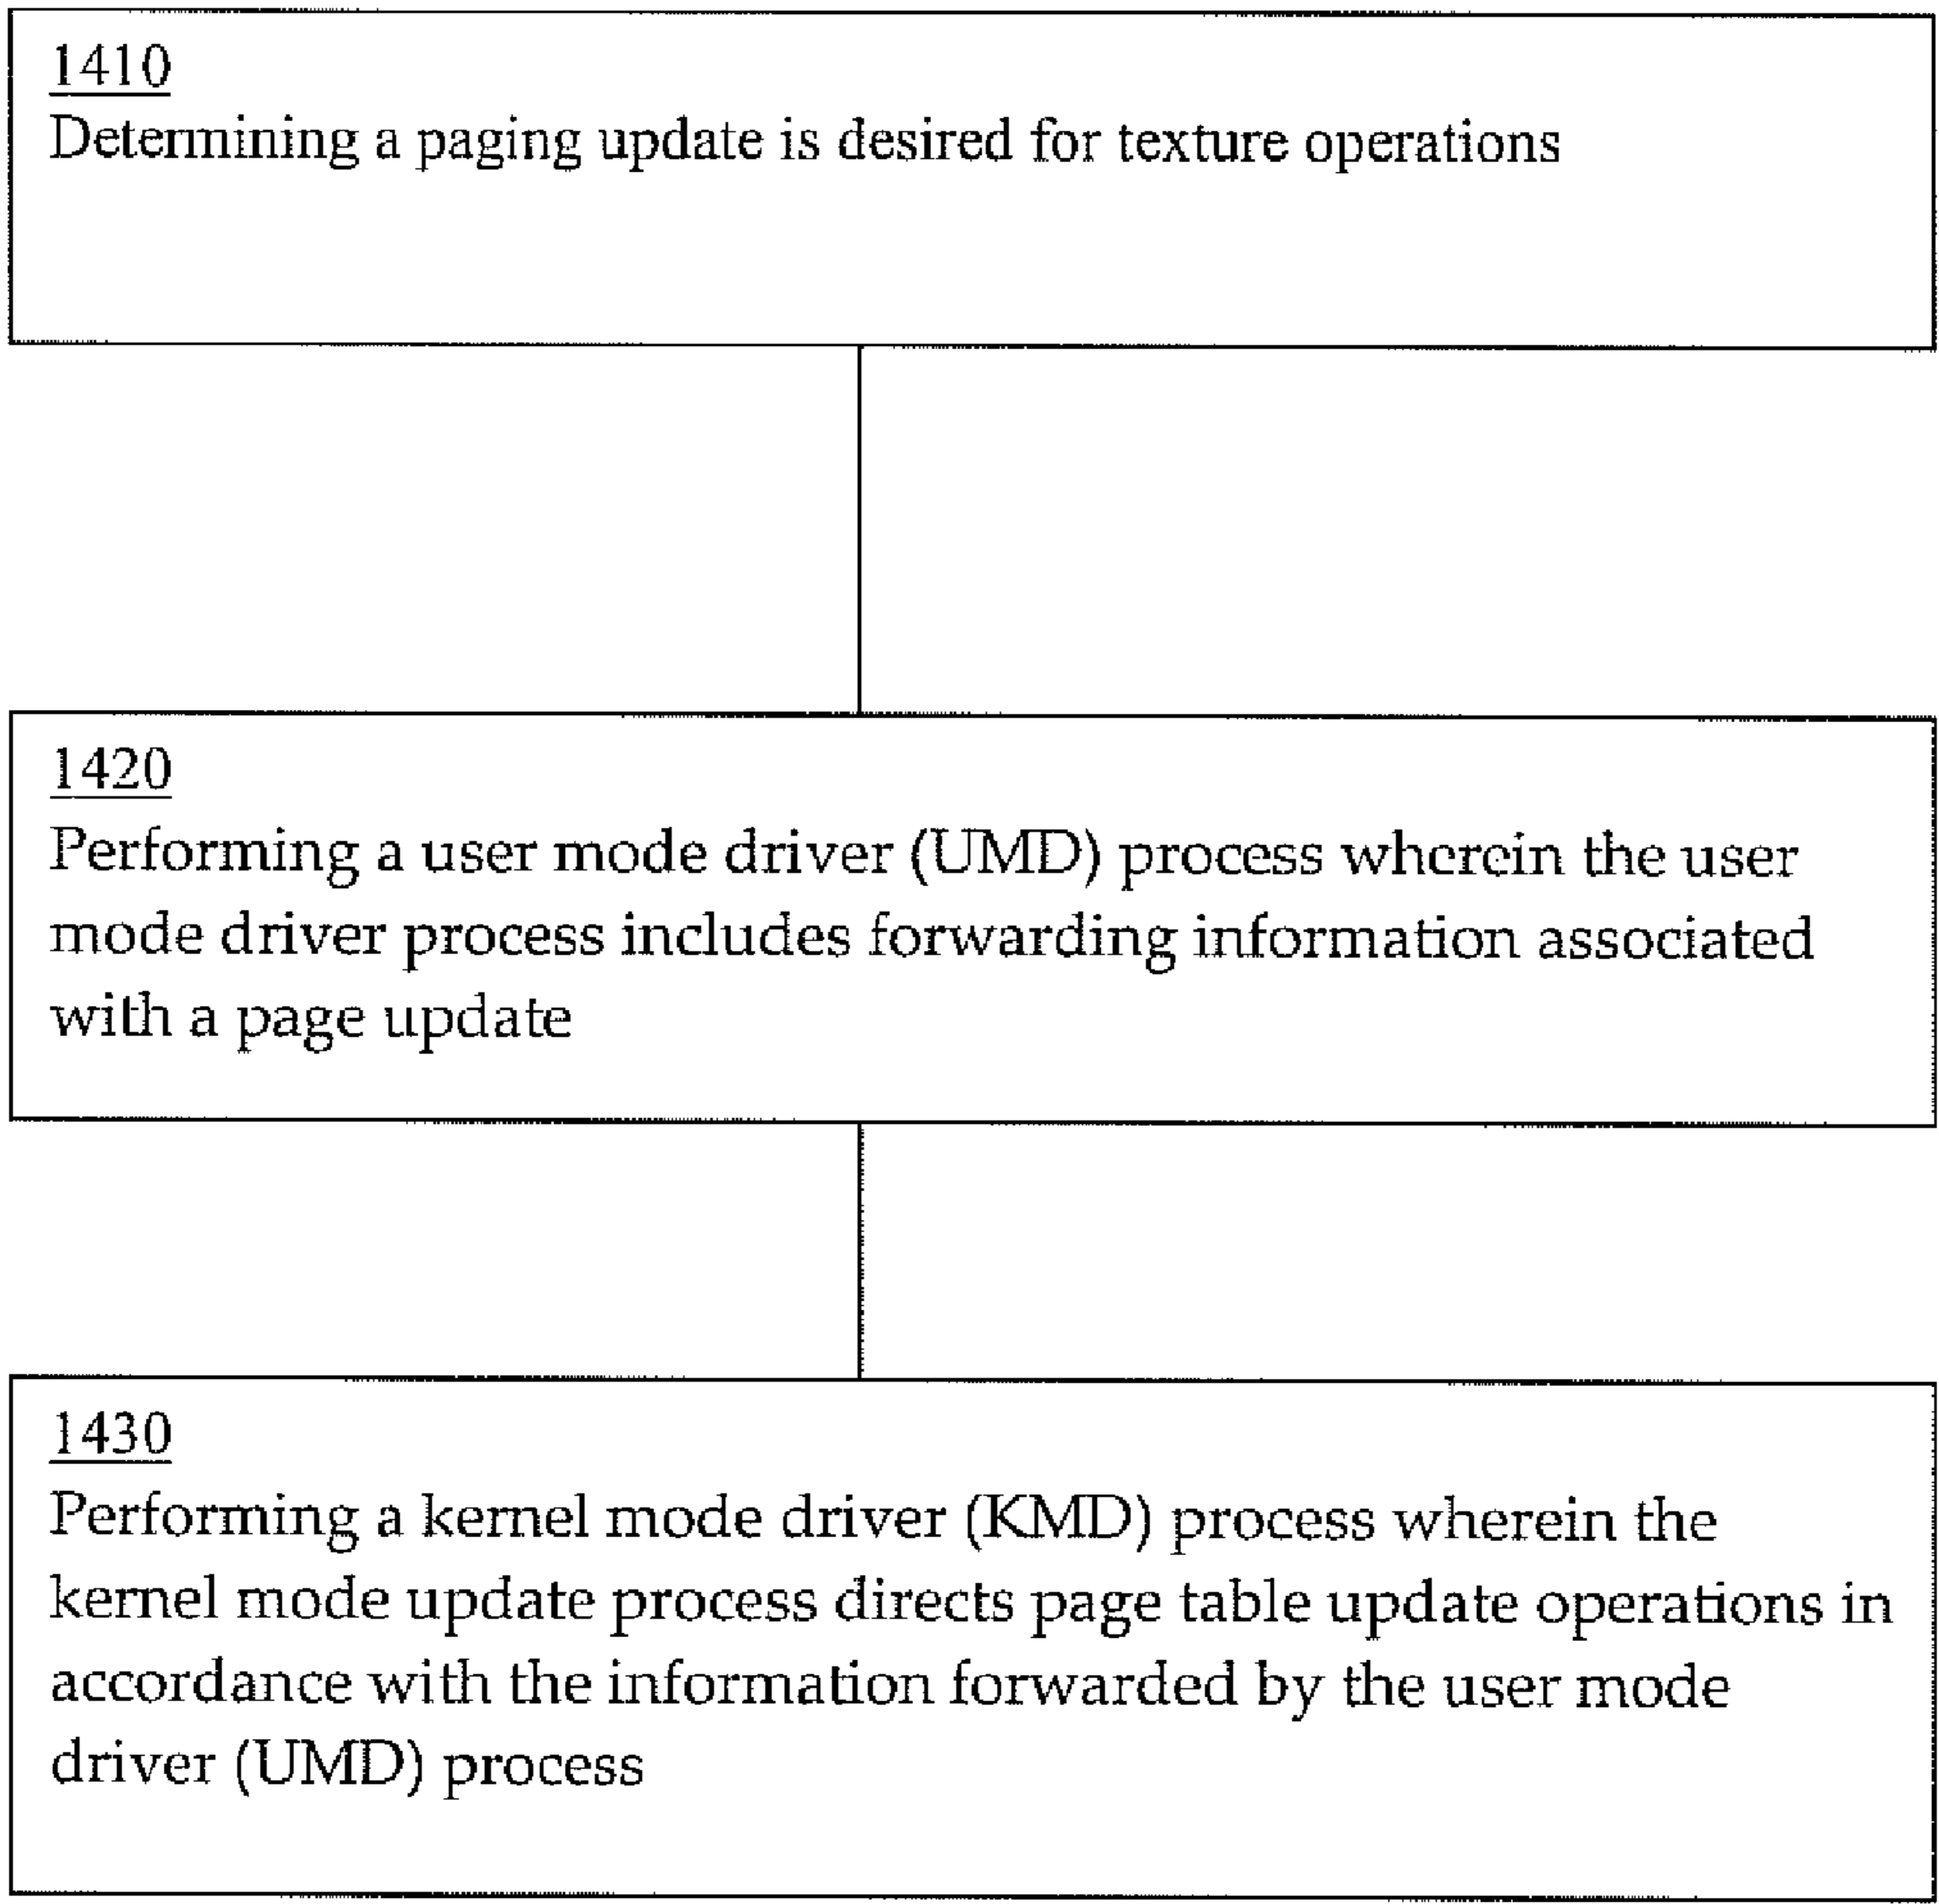 1410
Determining a paging update is desired for texture operations
1420
Performing a user mode driver (UMD) process wherein the user
mode driver process includes forwarding information associated
with a page update
1430
Performing a kernel mode driver (KMD) process wherein the
kernel mode update process directs page table update operations in
accordance with the information forwarded by the user mode
driver (UMD) process